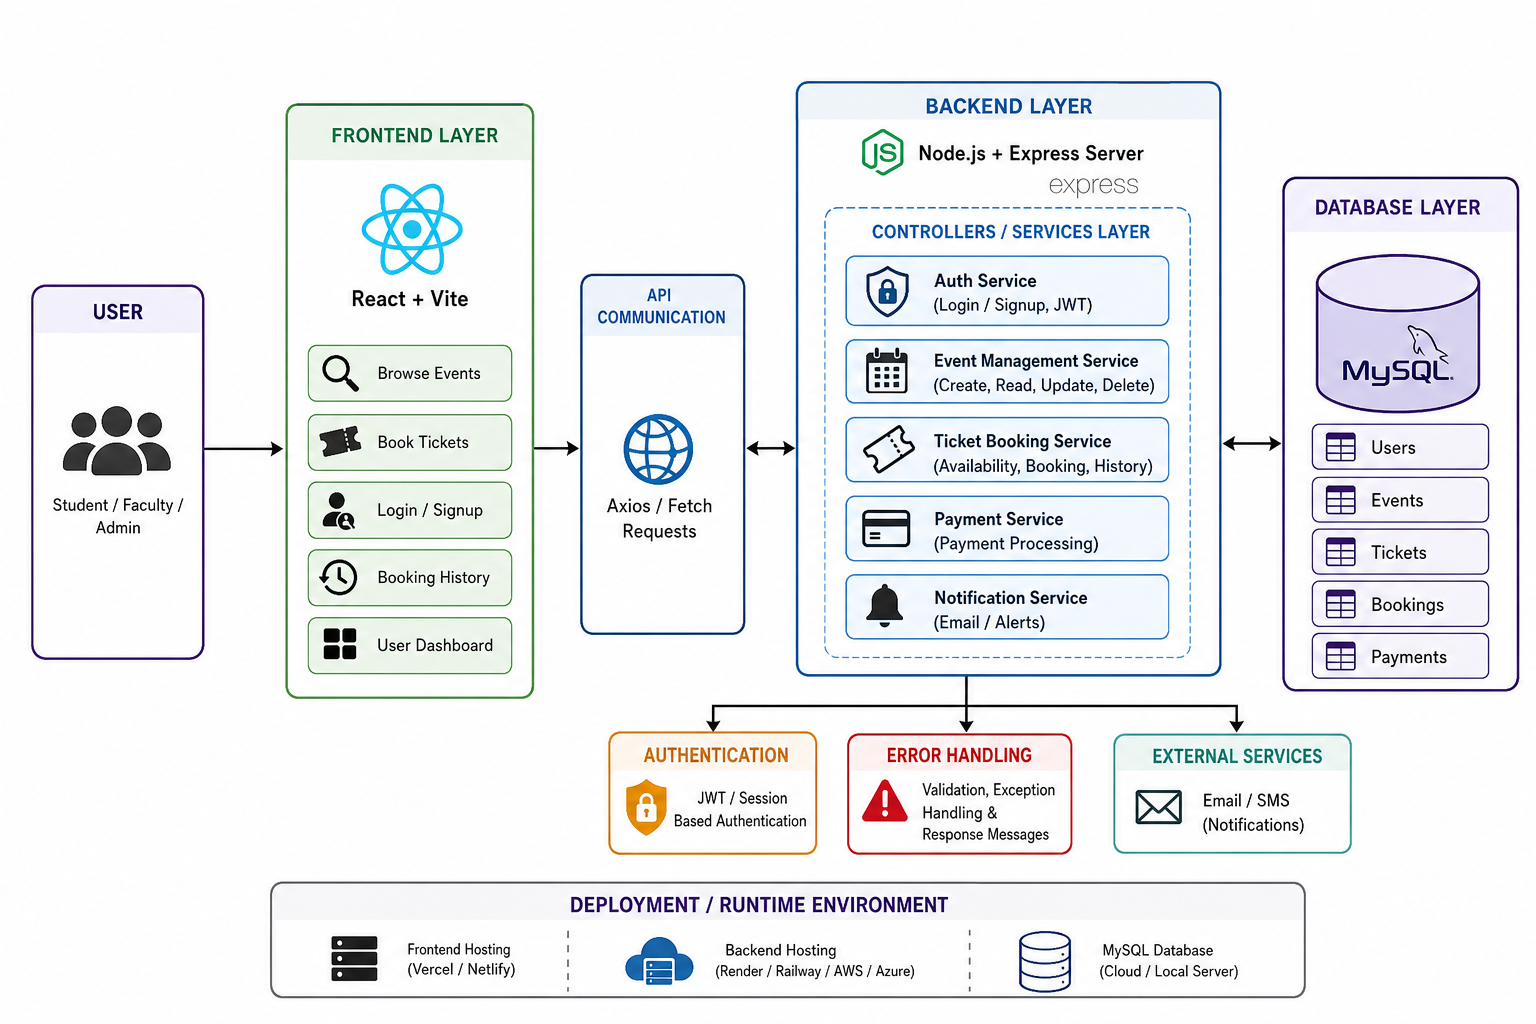 USER
Student / Faculty /
Admin
FRONTEND LAYER
React + Vite
Browse Events
Book Tickets
Login / Signup
Booking History
User Dashboard
API
COMMUNICATION
Axios / Fetch
Requests
BACKEND LAYER
JS
Node.js + Express Server
express
CONTROLLERS / SERVICES LAYER
Auth Service
(Login / Signup, JWT)
Event Management Service
(Create, Read, Update, Delete)
Ticket Booking Service
(Availability, Booking, History)
Payment Service
(Payment Processing)
Notification Service
(Email / Alerts)
DATABASE LAYER
MySQL
Users
Events
Tickets
Bookings
Payments
AUTHENTICATION
JWT / Session
Based Authentication
ERROR HANDLING
Validation, Exception
Handling &
Response Messages
EXTERNAL SERVICES
Email / SMS
(Notifications)
DEPLOYMENT / RUNTIME ENVIRONMENT
Frontend Hosting
(Vercel / Netlify)
Backend Hosting
(Render / Railway / AWS / Azure)
MySQL Database
(Cloud / Local Server)